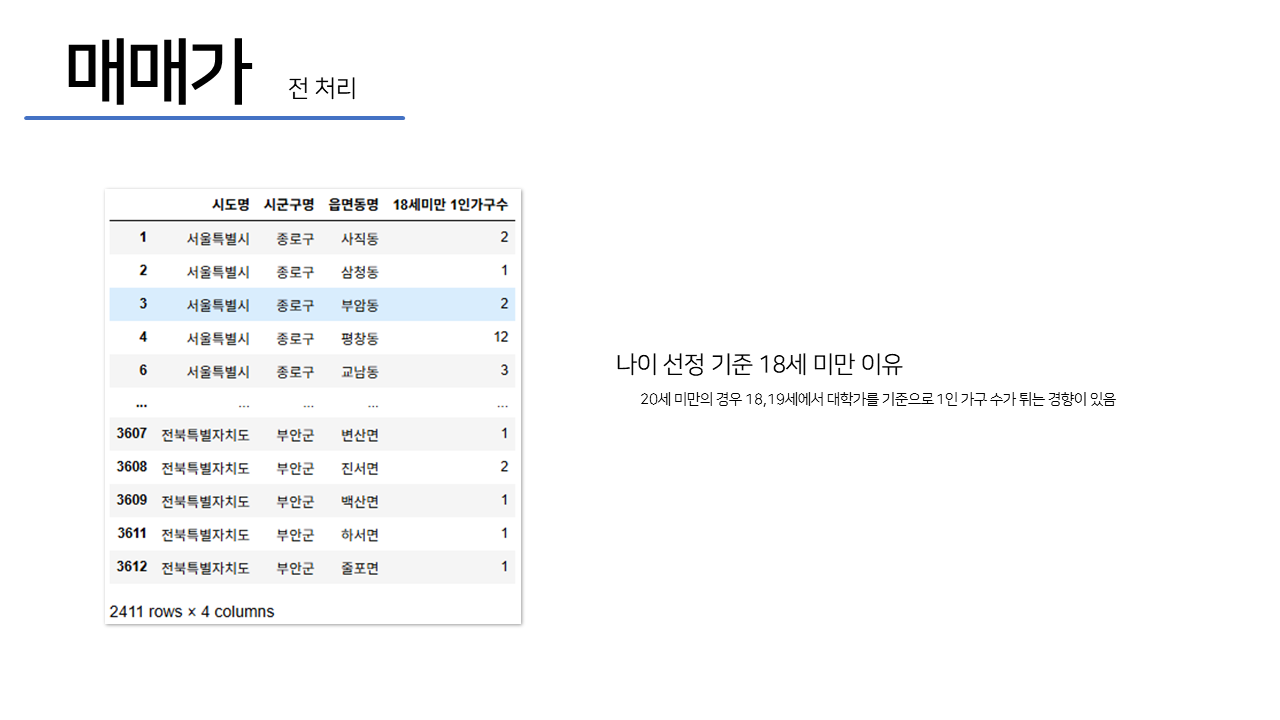 매매가 전 처리
시도명 시군구명 읍면동명 18세미만 1인가구수
1 서울특별시 종로구 사직동 2
2 서울특별시 종로구 삼청동 1
3 서울특별시 종로구 부암동 2
4 서울특별시 종로구 평창동 12
6 서울특별시 종로구 교남동 3
... ... ... ... ...
3607 전북특별자치도 부안군 변산면 1
3608 전북특별자치도 부안군 진서면 2
3609 전북특별자치도 부안군 백산면 1
3611 전북특별자치도 부안군 하서면 1
3612 전북특별자치도 부안군 줄포면 1
2411 rows × 4 columns
나이 선정 기준 18세 미만 이유
20세 미만의 경우 18,19세에서 대학가를 기준으로 1인 가구 수가 튀는 경향이 있음